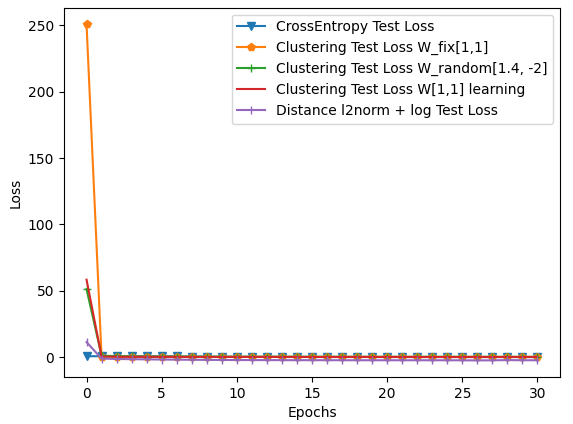 CrossEntropy Test Loss
Clustering Test Loss W_fix[1,1]
Clustering Test Loss W_random[1.4, -2]
Clustering Test Loss W[1,1] learning
Distance l2norm + log Test Loss
250
200
150
100
50
0
Loss
0 5 10 15 20 25 30
Epochs